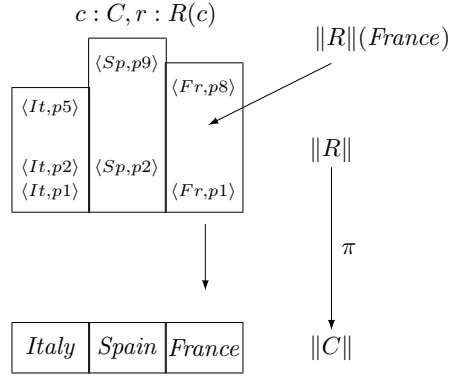 c : C, r : R(c)
‖R‖(France)
⟨Sp,p9⟩
⟨Fr,p8⟩
⟨It,p5⟩
‖R‖
⟨It,p2⟩ ⟨Sp,p2⟩
⟨It,p1⟩ ⟨Fr,p1⟩
π
Italy Spain France ‖C‖